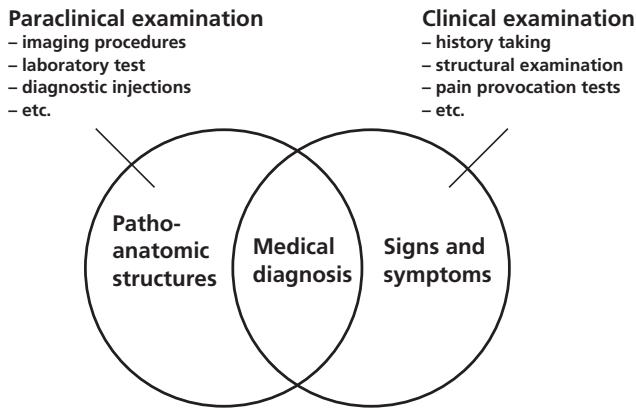 Paraclinical examination
– imaging procedures
– laboratory test
– diagnostic injections
– etc.
Clinical examination
– history taking
– structural examination
– pain provocation tests
– etc.
Patho-
anatomic
structures
Medical
diagnosis
Signs and
symptoms